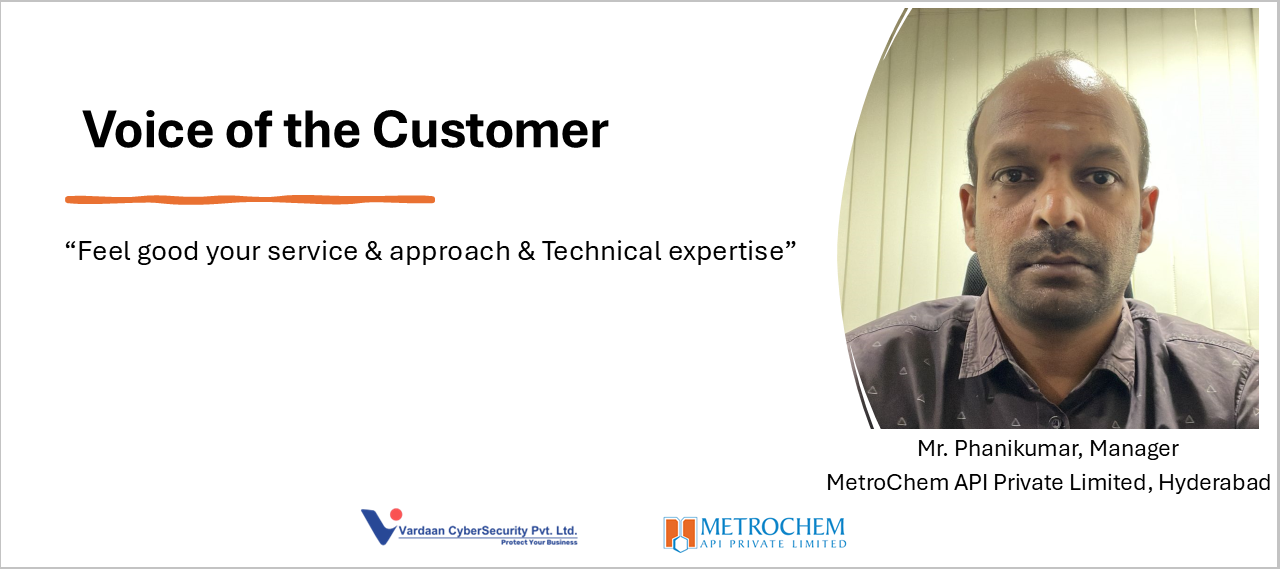 Voice of the Customer
“Feel good your service & approach & Technical expertise”
Mr. Phanikumar, Manager
MetroChem API Private Limited, Hyderabad
Vardaan CyberSecurity Pvt. Ltd.
Protect Your Business
METROCHEM
API PRIVATE LIMITED